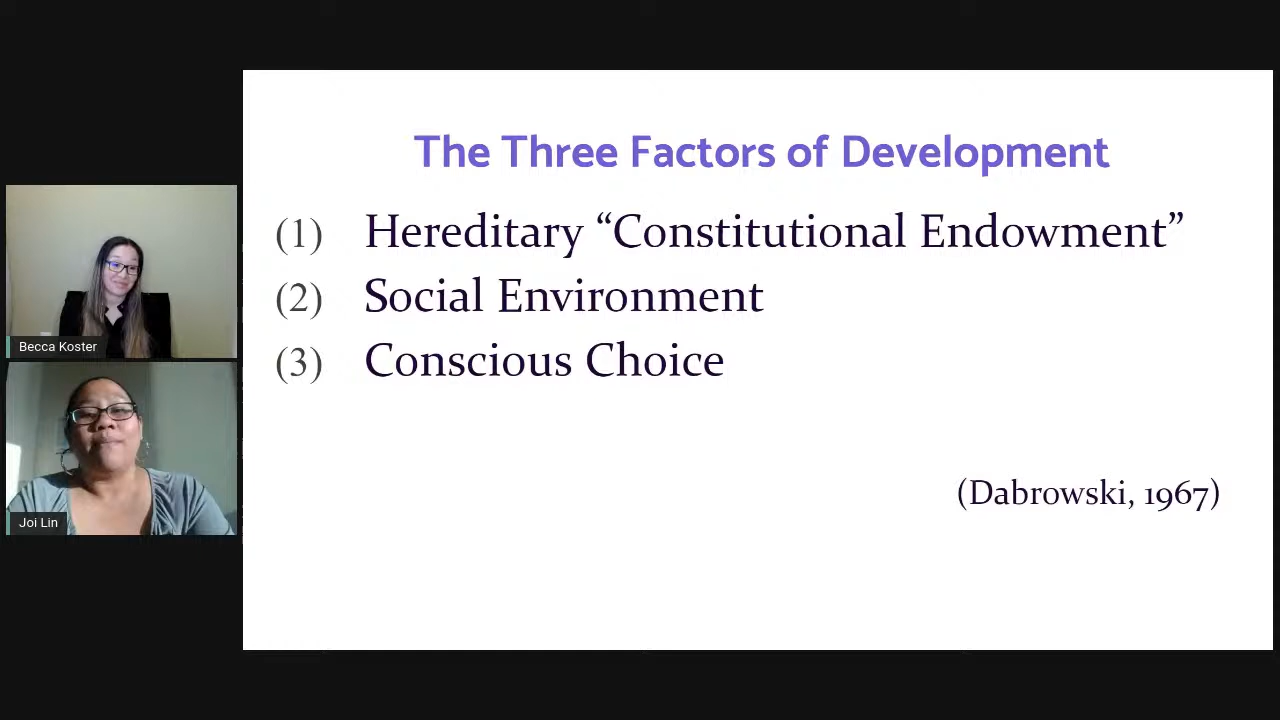 The Three Factors of Development
(1) Hereditary “Constitutional Endowment”
(2) Social Environment
(3) Conscious Choice
(Dabrowski, 1967)
Becca Koster
Joi Lin